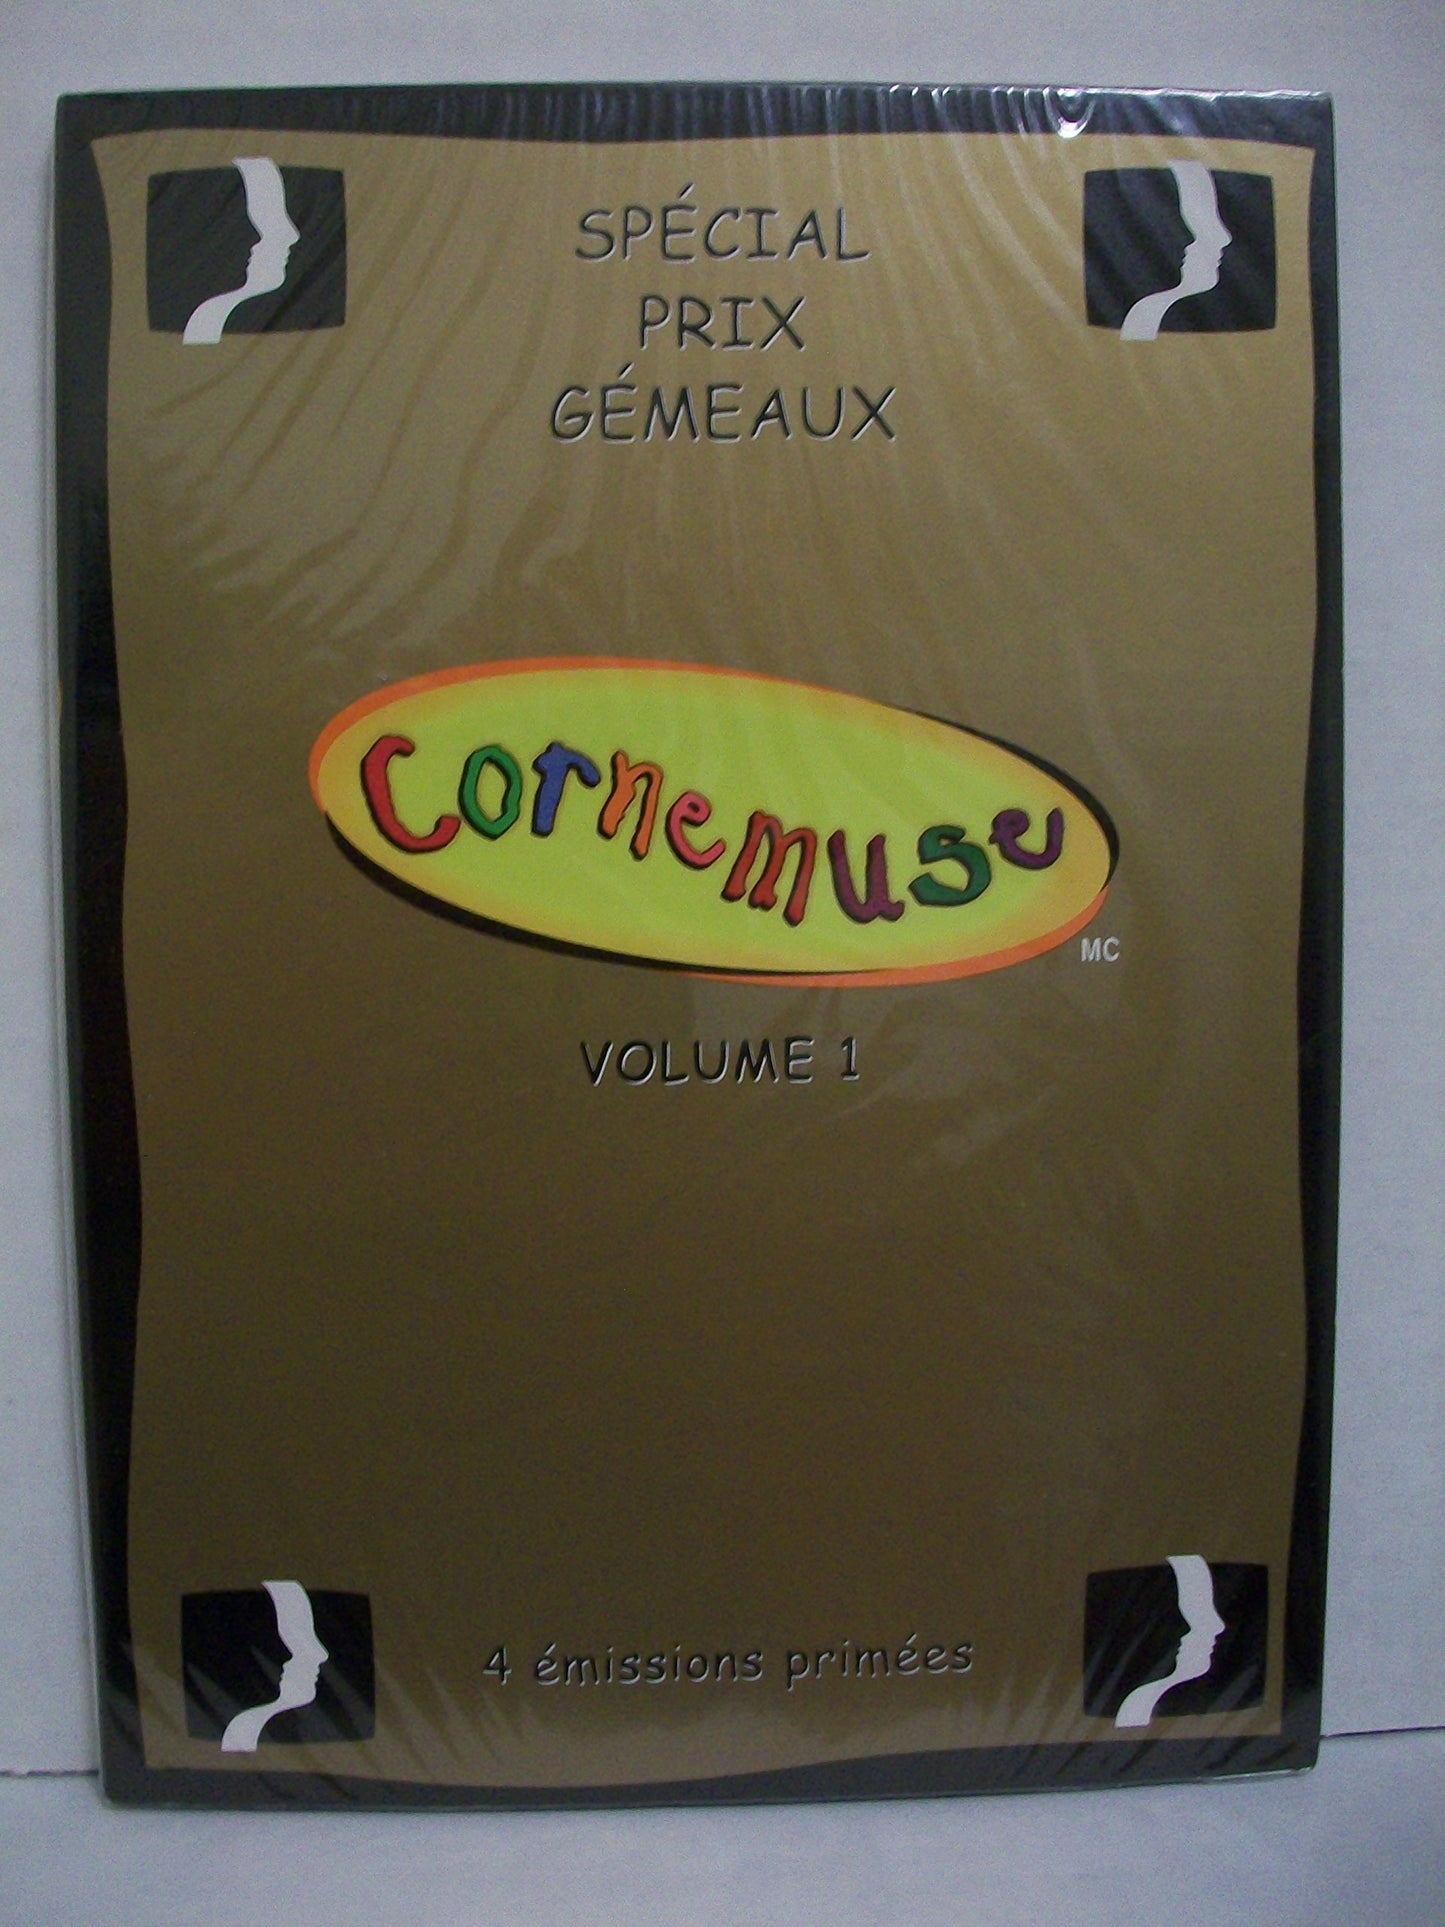 SPÉCIAL
PRIX
GÉMEAUX
Cornemuse
MC
VOLUME 1
4 émissions primées